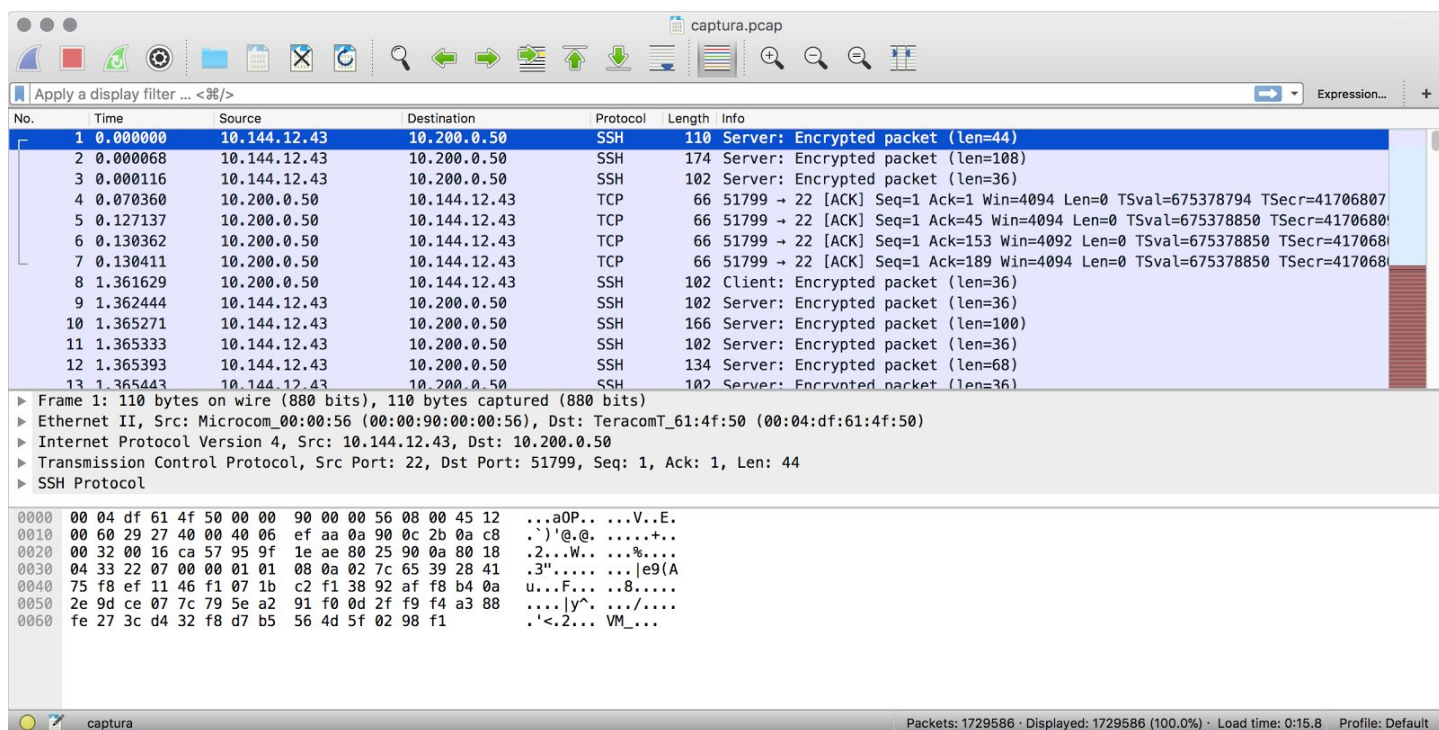 captura.pcap
Apply a display filter ... <⌘/>
Expression... +
No. Time Source Destination Protocol Length Info
1 0.000000 10.144.12.43 10.200.0.50 SSH 110 Server: Encrypted packet (len=44)
2 0.000068 10.144.12.43 10.200.0.50 SSH 174 Server: Encrypted packet (len=108)
3 0.000116 10.144.12.43 10.200.0.50 SSH 102 Server: Encrypted packet (len=36)
4 0.070360 10.200.0.50 10.144.12.43 TCP 66 51799 → 22 [ACK] Seq=1 Ack=1 Win=4094 Len=0 TSval=675378794 TSecr=41706807
5 0.127137 10.200.0.50 10.144.12.43 TCP 66 51799 → 22 [ACK] Seq=1 Ack=45 Win=4094 Len=0 TSval=675378850 TSecr=4170680
6 0.130362 10.200.0.50 10.144.12.43 TCP 66 51799 → 22 [ACK] Seq=1 Ack=153 Win=4092 Len=0 TSval=675378850 TSecr=417068
7 0.130411 10.200.0.50 10.144.12.43 TCP 66 51799 → 22 [ACK] Seq=1 Ack=189 Win=4094 Len=0 TSval=675378850 TSecr=417068
8 1.361629 10.200.0.50 10.144.12.43 SSH 102 Client: Encrypted packet (len=36)
9 1.362444 10.144.12.43 10.200.0.50 SSH 102 Server: Encrypted packet (len=36)
10 1.365271 10.144.12.43 10.200.0.50 SSH 166 Server: Encrypted packet (len=100)
11 1.365333 10.144.12.43 10.200.0.50 SSH 102 Server: Encrypted packet (len=36)
12 1.365393 10.144.12.43 10.200.0.50 SSH 134 Server: Encrypted packet (len=68)
13 1.365443 10.144.12.43 10.200.0.50 SSH 102 Server: Encrypted packet (len=36)
Frame 1: 110 bytes on wire (880 bits), 110 bytes captured (880 bits)
Ethernet II, Src: Microcom_00:00:56 (00:00:90:00:00:56), Dst: TeracomT_61:4f:50 (00:04:df:61:4f:50)
Internet Protocol Version 4, Src: 10.144.12.43, Dst: 10.200.0.50
Transmission Control Protocol, Src Port: 22, Dst Port: 51799, Seq: 1, Ack: 1, Len: 44
SSH Protocol
0000 00 04 df 61 4f 50 00 00 90 00 00 56 08 00 45 12 ...aOP.. ...V..E.
0010 00 60 29 27 40 00 40 06 ef aa 0a 90 0c 2b 0a c8 .`)'@.@. .....+..
0020 00 32 00 16 ca 57 95 9f 1e ae 80 25 90 0a 80 18 .2...W.. ...%....
0030 04 33 22 07 00 00 01 01 08 0a 02 7c 65 39 28 41 .3"..... ...|e9(A
0040 75 f8 ef 11 46 f1 07 1b c2 f1 38 92 af f8 b4 0a u...F... ..8.....
0050 2e 9d ce 07 7c 79 5e a2 91 f0 0d 2f f9 f4 a3 88 ....|y^. .../....
0060 fe 27 3c d4 32 f8 d7 b5 56 4d 5f 02 98 f1 .'<.2... VM_...
captura Packets: 1729586 · Displayed: 1729586 (100.0%) · Load time: 0:15.8 Profile: Default